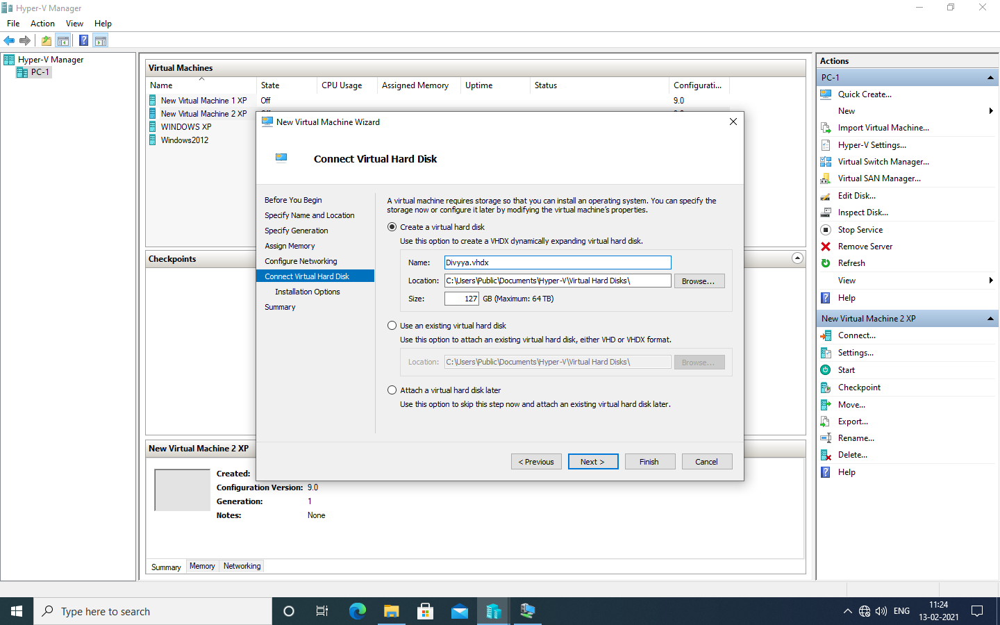 Hyper-V Manager
File Action View Help
Hyper-V Manager
PC-1
Virtual Machines
Name State CPU Usage Assigned Memory Uptime Status Configurati...
New Virtual Machine 1 XP Off 9.0
New Virtual Machine 2 XP
WINDOWS XP
Windows2012
Checkpoints
New Virtual Machine 2 XP
Created:
Configuration Version: 9.0
Generation: 1
Notes: None
Summary Memory Networking
New Virtual Machine Wizard
Connect Virtual Hard Disk
Before You Begin
Specify Name and Location
Specify Generation
Assign Memory
Configure Networking
Connect Virtual Hard Disk
Installation Options
Summary
A virtual machine requires storage so that you can install an operating system. You can specify the
storage now or configure it later by modifying the virtual machine's properties.
Create a virtual hard disk
Use this option to create a VHDX dynamically expanding virtual hard disk.
Name: Divyya.vhdx
Location: C:\Users\Public\Documents\Hyper-V\Virtual Hard Disks\ Browse...
Size: 127 GB (Maximum: 64 TB)
Use an existing virtual hard disk
Use this option to attach an existing virtual hard disk, either VHD or VHDX format.
Location: C:\Users\Public\Documents\Hyper-V\Virtual Hard Disks\ Browse...
Attach a virtual hard disk later
Use this option to skip this step now and attach an existing virtual hard disk later.
< Previous Next > Finish Cancel
Actions
PC-1
Quick Create...
New
Import Virtual Machine...
Hyper-V Settings...
Virtual Switch Manager...
Virtual SAN Manager...
Edit Disk...
Inspect Disk...
Stop Service
Remove Server
Refresh
View
Help
New Virtual Machine 2 XP
Connect...
Settings...
Start
Checkpoint
Move...
Export...
Rename...
Delete...
Help
Type here to search
ENG
11:24
13-02-2021